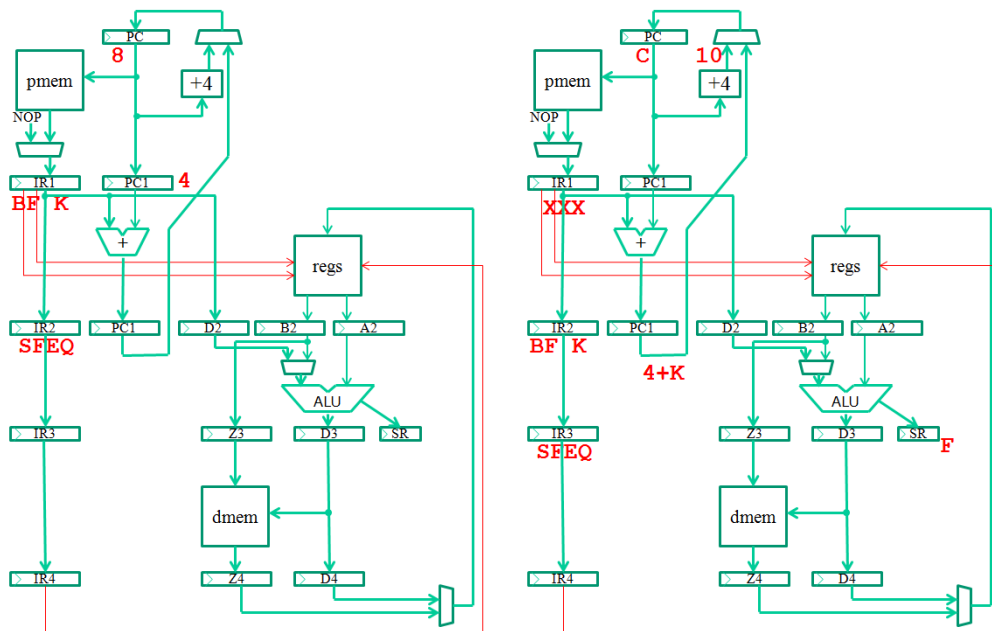 PC
8
pmem
+4
NOP
IR1
PC1
4
BF K
+
regs
IR2
PC1
D2
B2
A2
SFEQ
ALU
IR3
Z3
D3
SR
dmem
IR4
Z4
D4
PC
C
10
pmem
+4
NOP
IR1
PC1
XXX
+
regs
IR2
PC1
D2
B2
A2
BF K
4+K
ALU
IR3
Z3
D3
SR
SFEQ
F
dmem
IR4
Z4
D4